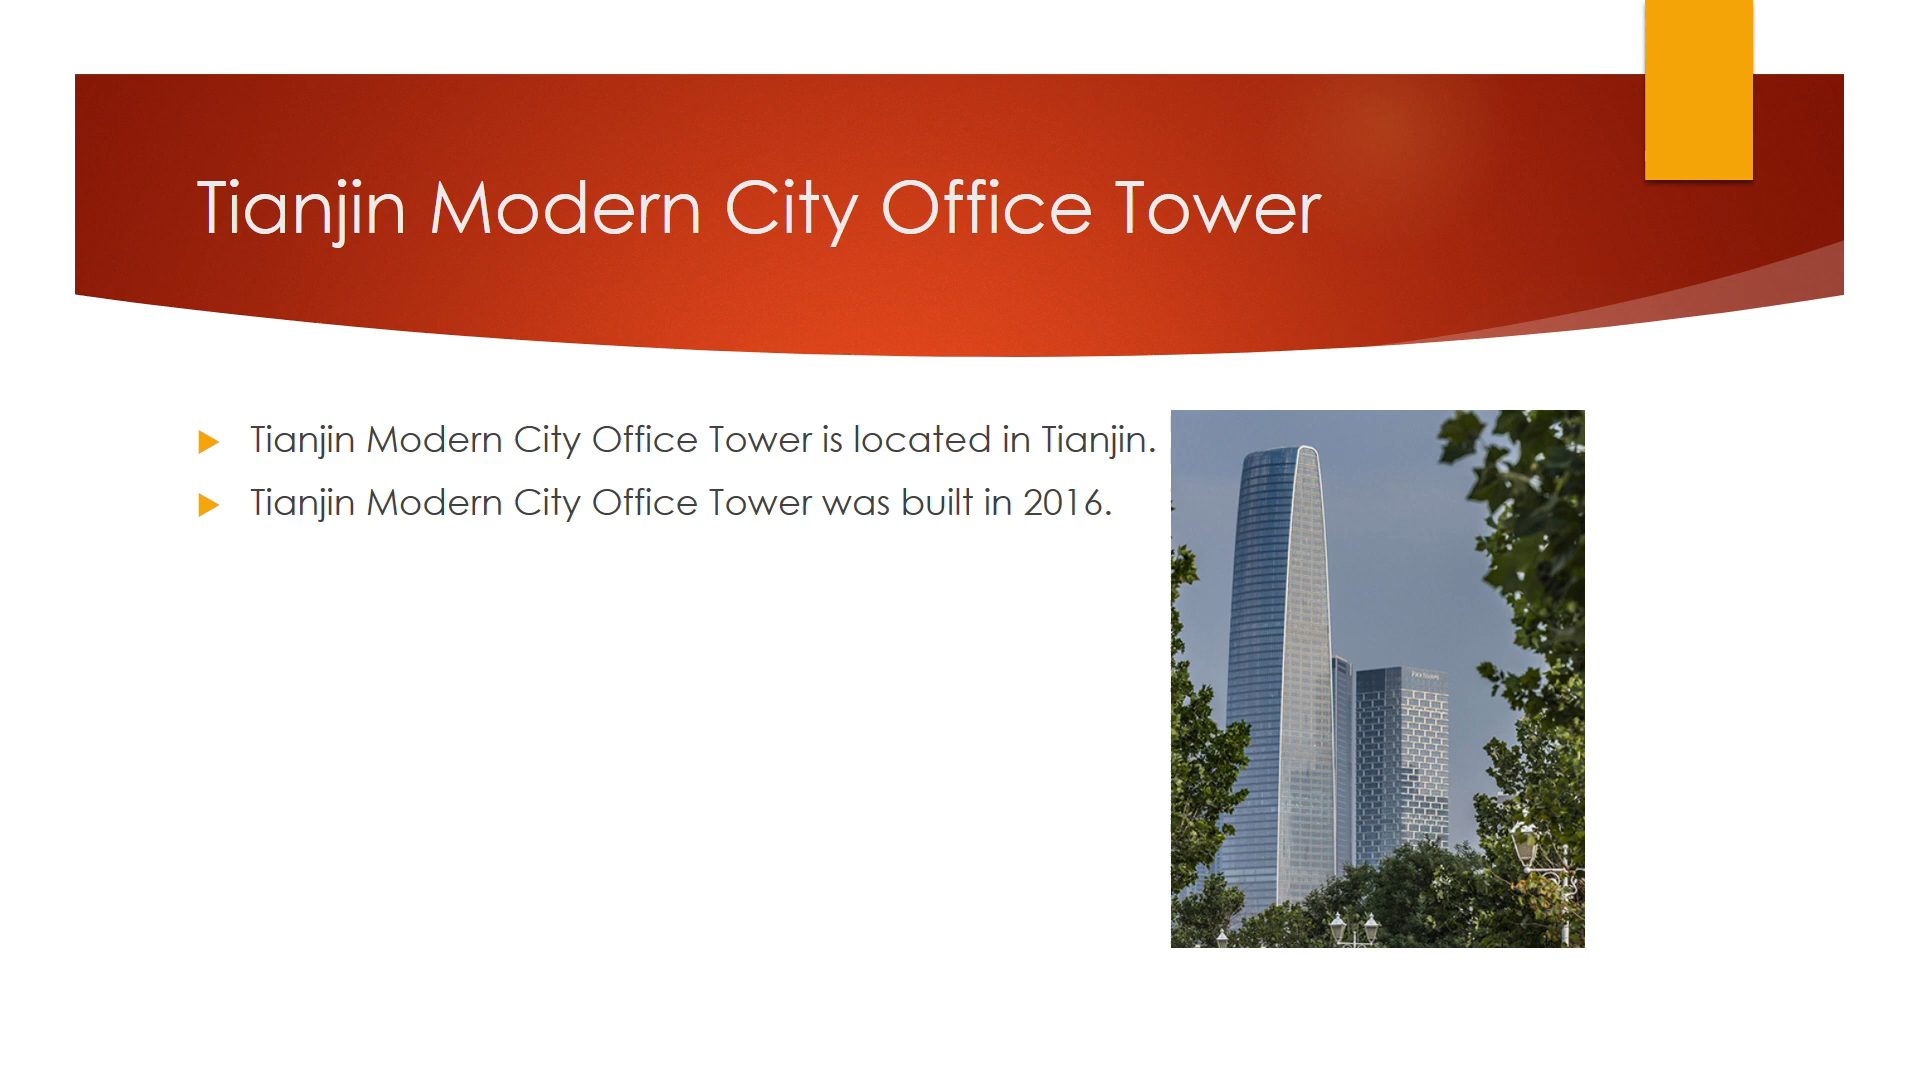 Tianjin Modern City Office Tower
Tianjin Modern City Office Tower is located in Tianjin.
Tianjin Modern City Office Tower was built in 2016.